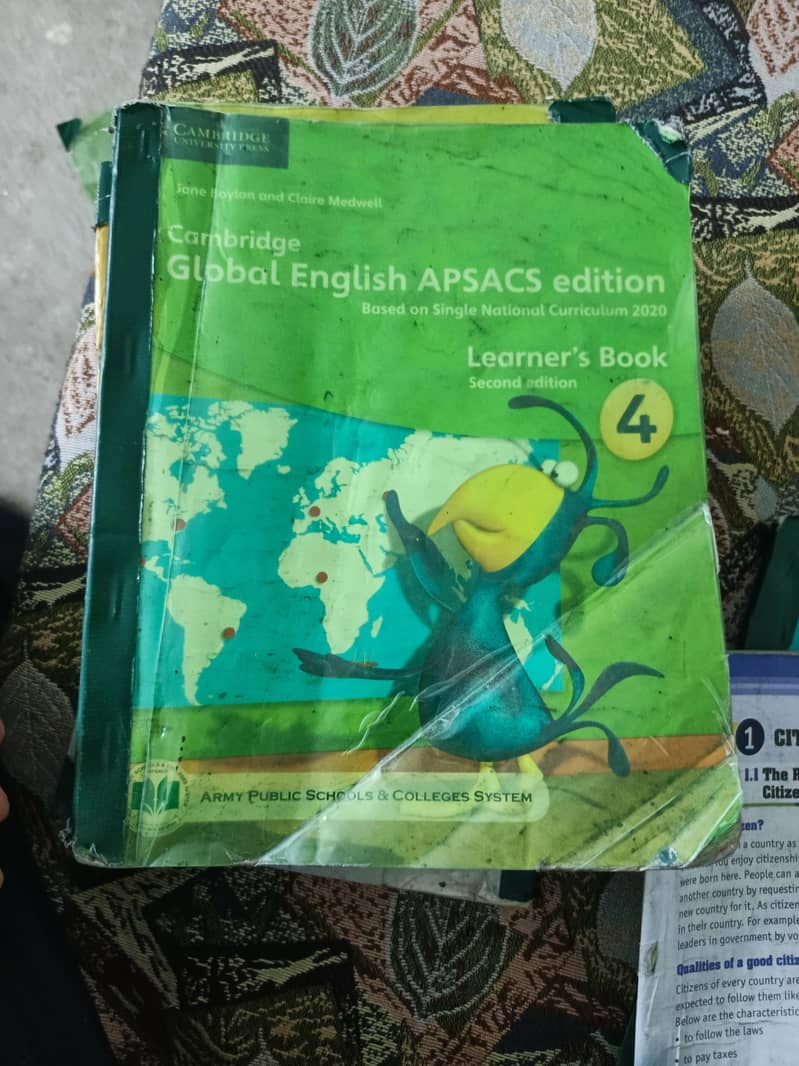 CAMBRIDGE
UNIVERSITY PRESS
Jane Boylan and Claire Medwell
Cambridge
Global English APSACS edition
Based on Single National Curriculum 2020
Learner's Book
Second edition
4
ARMY PUBLIC SCHOOLS & COLLEGES SYSTEM
1 CIT
1.1 The R
Citize
zen?
a country as
You enjoy citizenshi
were born here. People can a
another country by requestin
new country for it. As citizen
in their country. For example
leaders in government by vo
Qualities of a good citiz
Citizens of every country are
expected to follow them like
Below are the characteristic
• to follow the laws
• to pay taxes